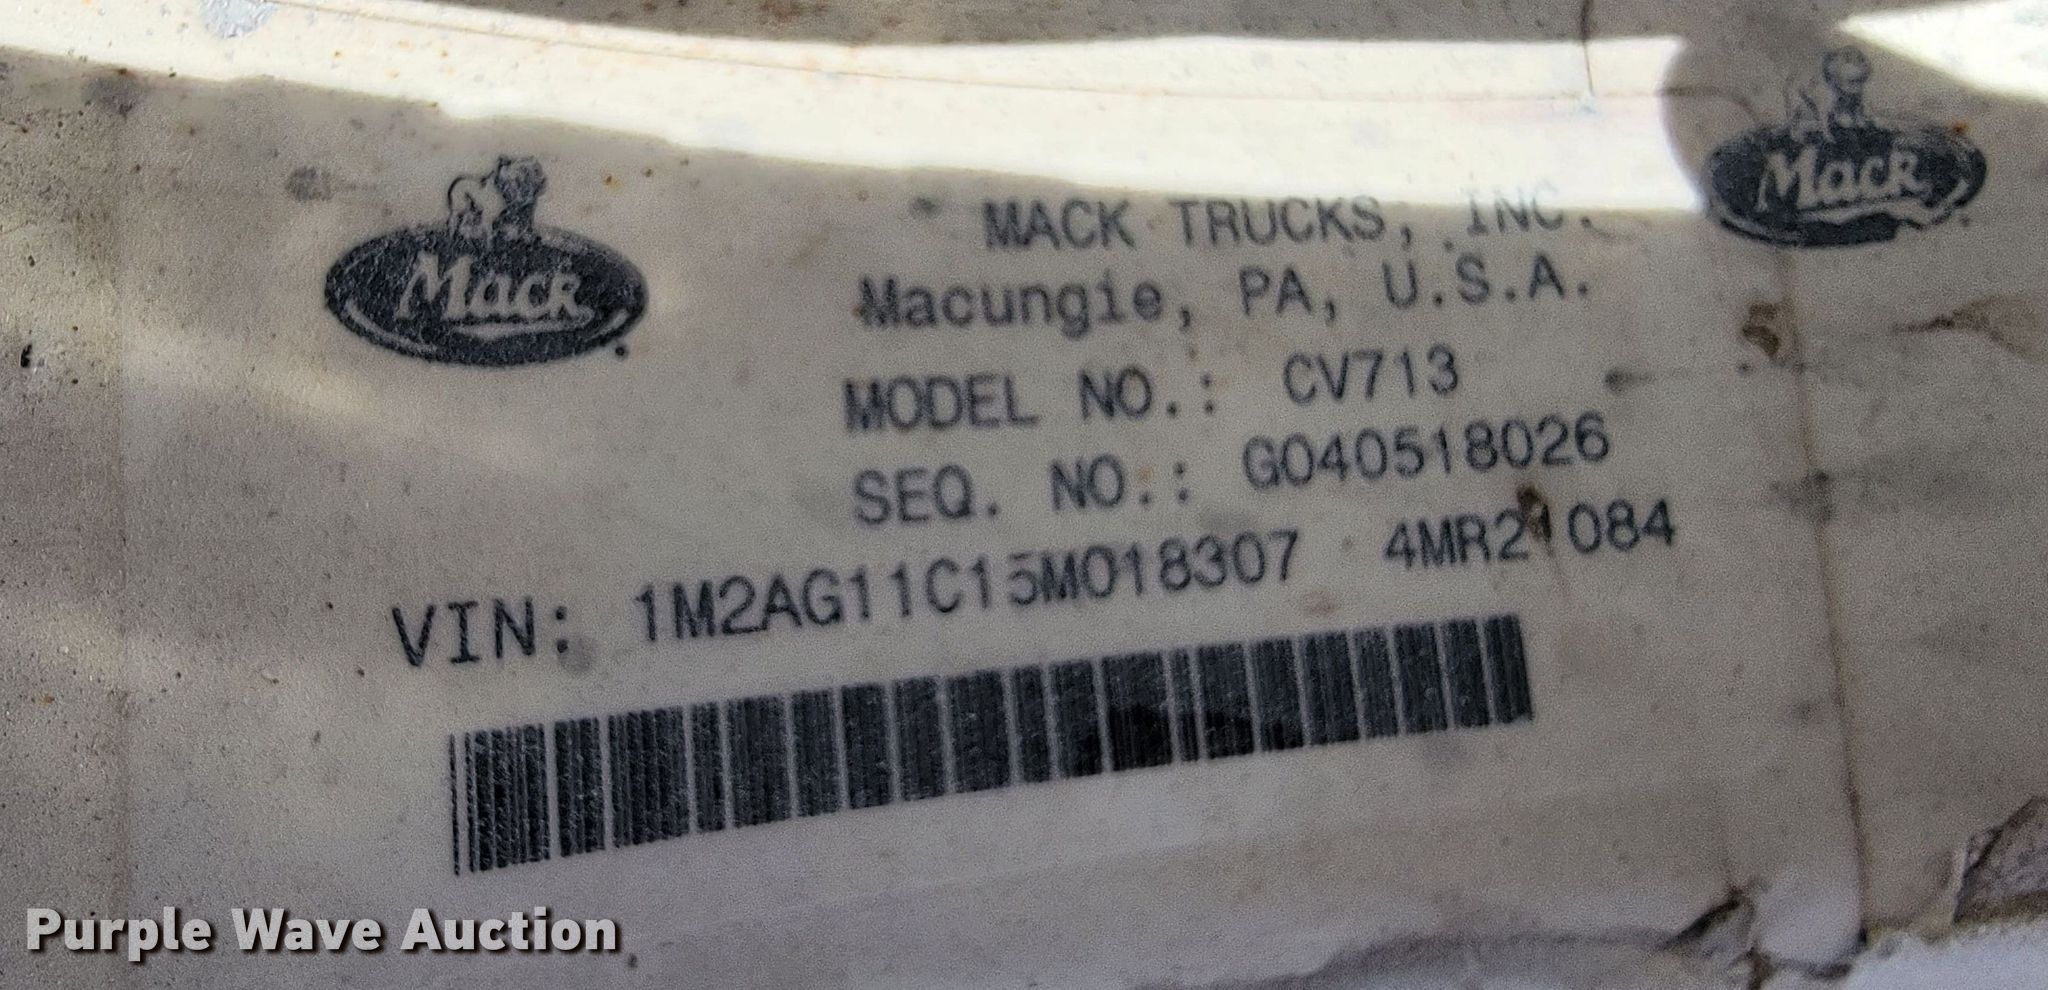 Mack
Mack
MACK TRUCKS, INC.
Macungie, PA, U.S.A.
MODEL NO.: CV713
SEQ. NO.: G040518026
VIN: 1M2AG11C15M018307 4MR21084
Purple Wave Auction